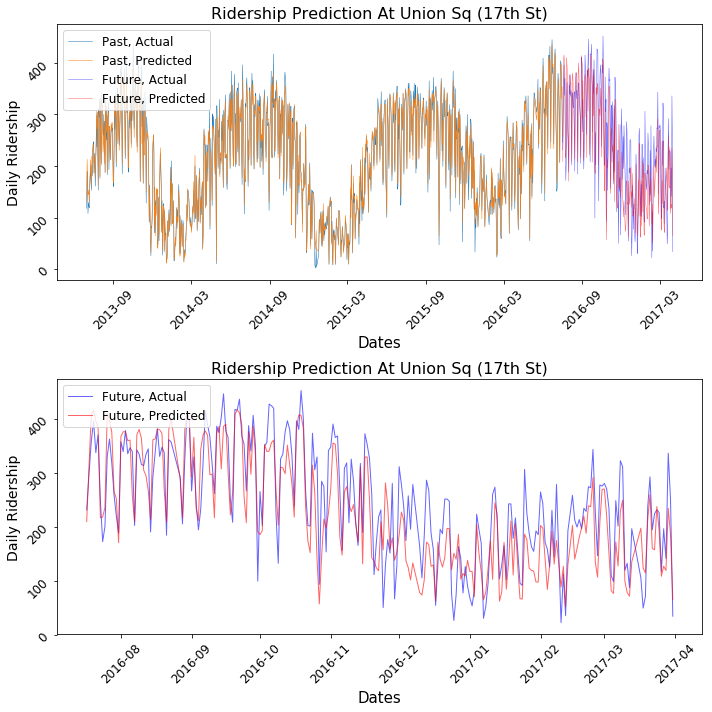 Ridership Prediction At Union Sq (17th St)
Past, Actual
Past, Predicted
Future, Actual
Future, Predicted
Daily Ridership
400
300
200
100
0
2013-09
2014-03
2014-09
2015-03
2015-09
2016-03
2016-09
2017-03
Dates
Ridership Prediction At Union Sq (17th St)
Future, Actual
Future, Predicted
Daily Ridership
400
300
200
100
0
2016-08
2016-09
2016-10
2016-11
2016-12
2017-01
2017-02
2017-03
2017-04
Dates